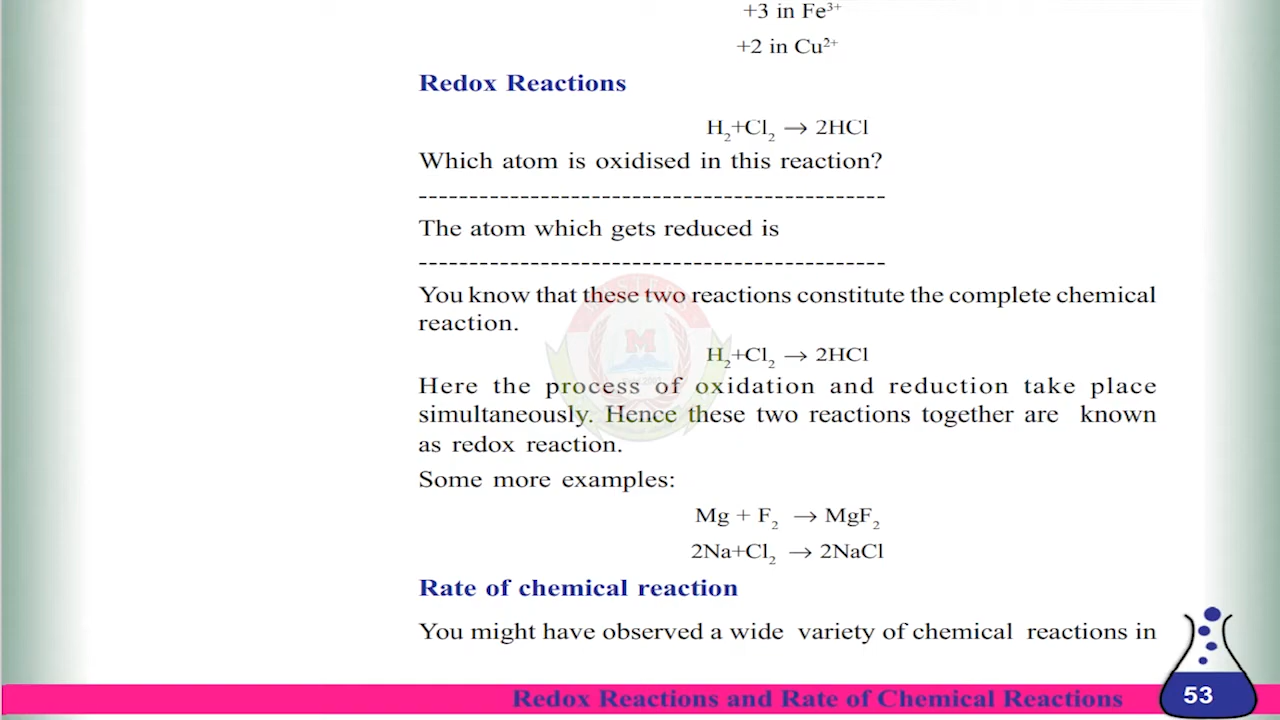 +3 in Fe³⁺
+2 in Cu²⁺
Redox Reactions
H₂+Cl₂ → 2HCl
Which atom is oxidised in this reaction?
----------------------------------------------
The atom which gets reduced is
----------------------------------------------
You know that these two reactions constitute the complete chemical
reaction.
H₂+Cl₂ → 2HCl
Here the process of oxidation and reduction take place
simultaneously. Hence these two reactions together are known
as redox reaction.
Some more examples:
Mg + F₂ → MgF₂
2Na+Cl₂ → 2NaCl
Rate of chemical reaction
You might have observed a wide variety of chemical reactions in
Redox Reactions and Rate of Chemical Reactions
53